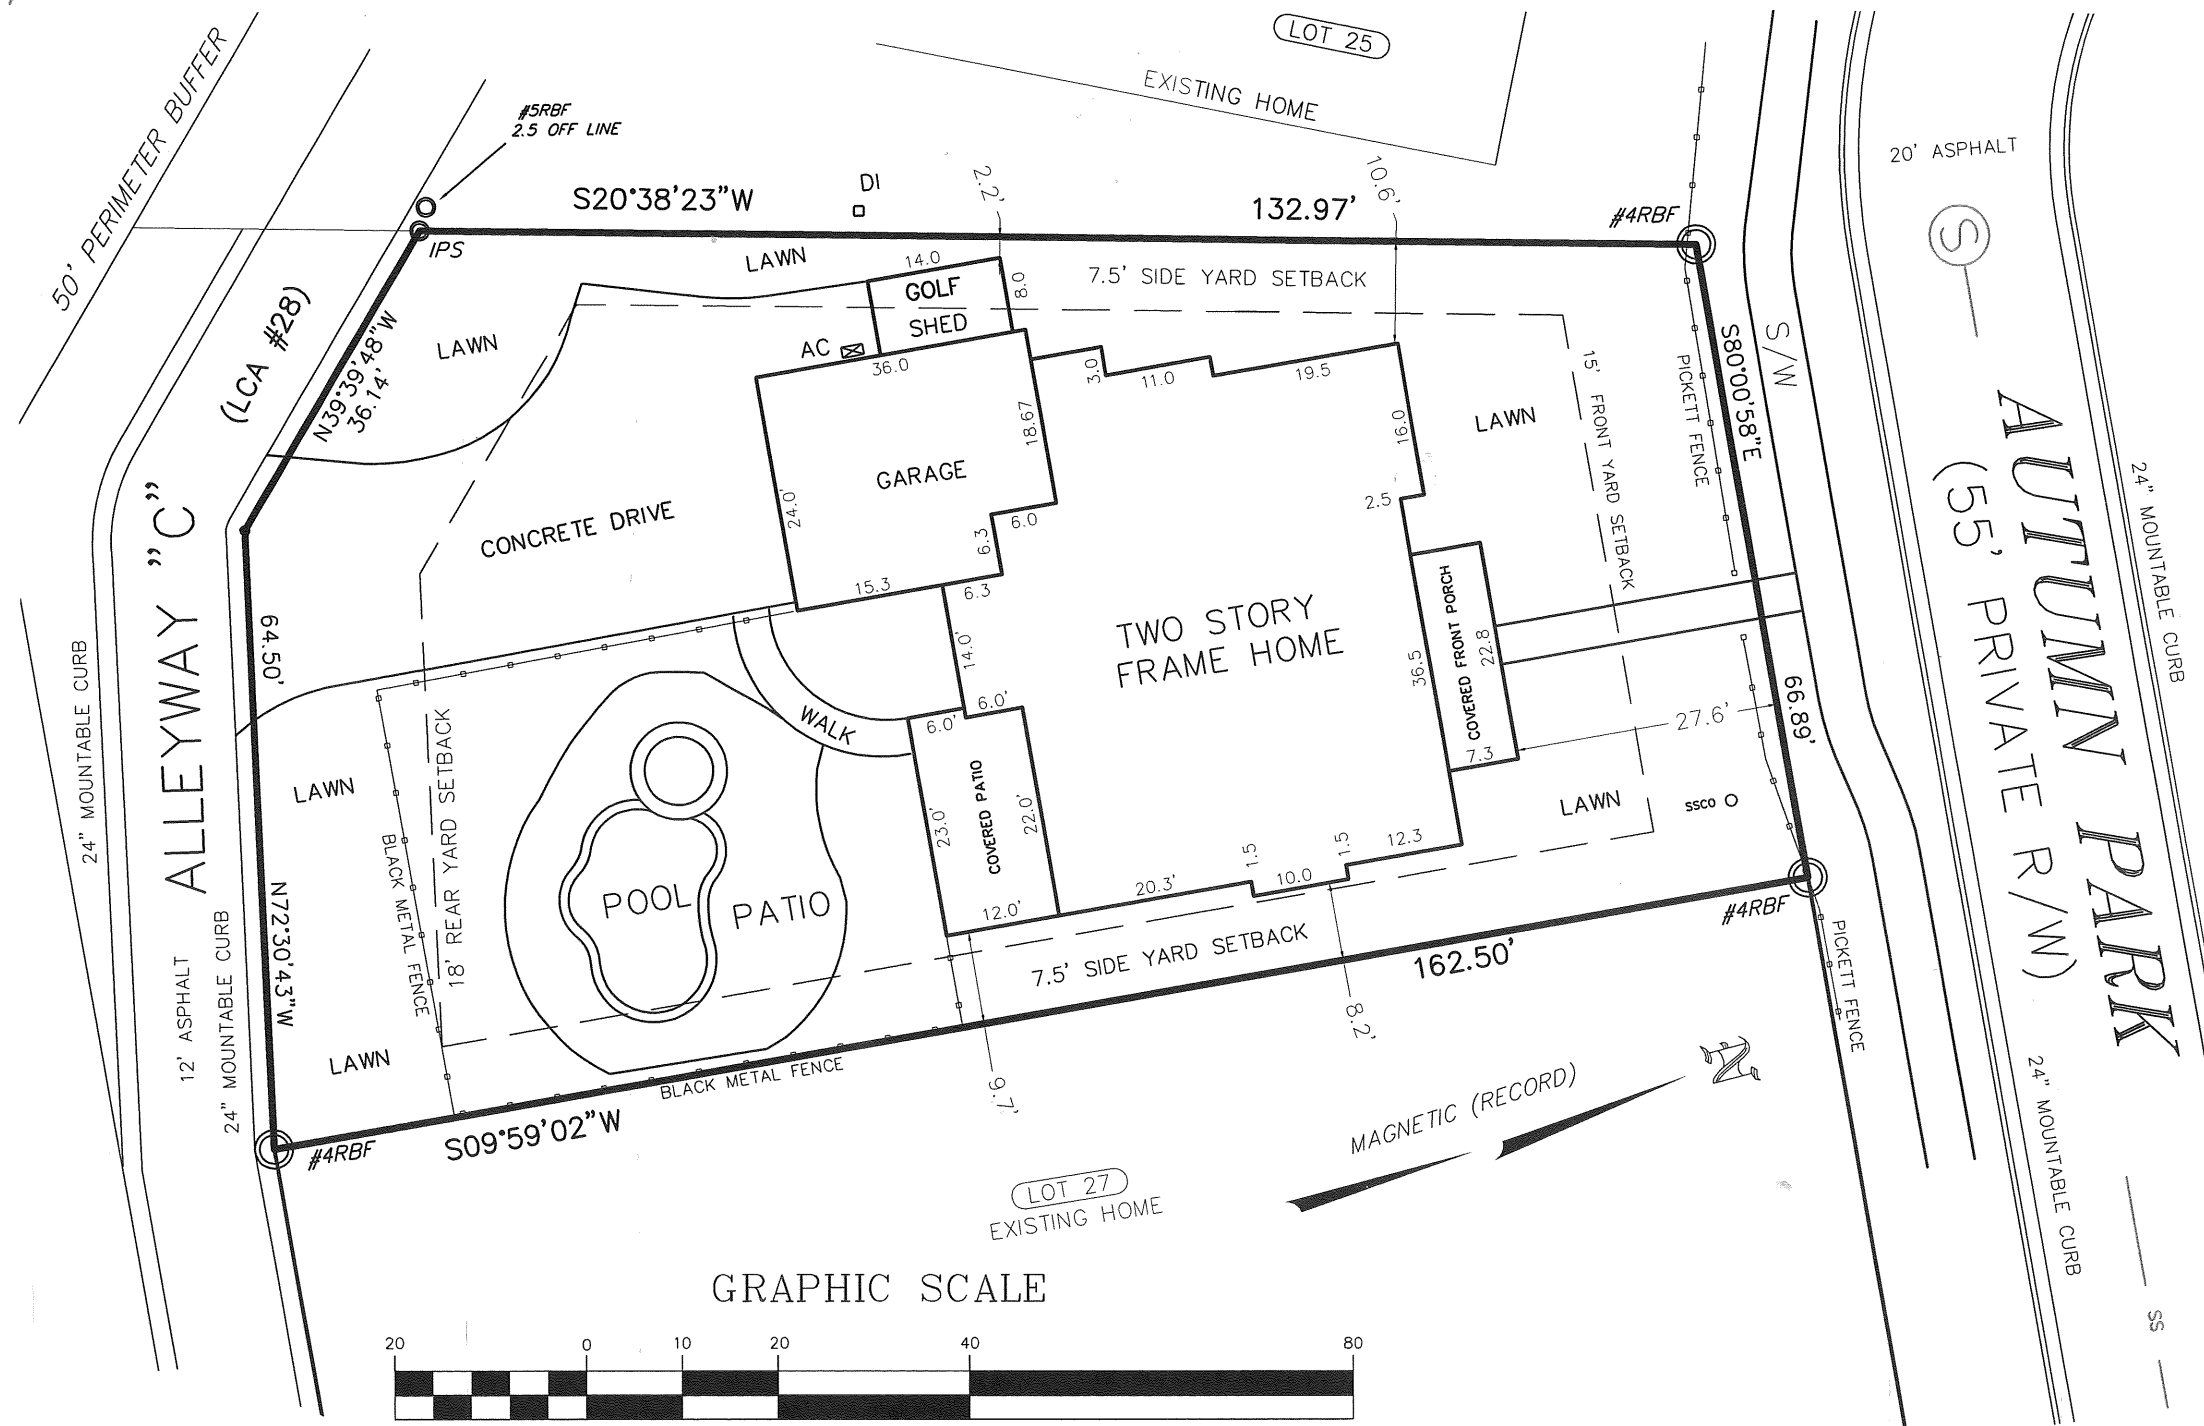 LOT 25
EXISTING HOME
50' PERIMETER BUFFER
#5RBF
2.5 OFF LINE
S20°38'23"W
DI
2.2'
132.97'
10.6'
#4RBF
20' ASPHALT
S
IPS
LAWN
14.0
GOLF
SHED
8.0
7.5' SIDE YARD SETBACK
(LCA #28)
N39°39'48"W
36.14'
LAWN
AC
36.0
3.0
11.0
19.5
15' FRONT YARD SETBACK
PICKETT FENCE
S80°00'58"E
S/W
LAWN
16.0
18.67
GARAGE
24.0'
2.5
6.0
6.3
CONCRETE DRIVE
15.3
6.3
ALLEYWAY "C"
AUTUMN PARK
(55' PRIVATE R/W)
24" MOUNTABLE CURB
TWO STORY
FRAME HOME
14.0'
36.5
COVERED FRONT PORCH
22.8
7.3
27.6'
66.89'
64.50'
24" MOUNTABLE CURB
WALK
6.0'
6.0'
18' REAR YARD SETBACK
LAWN
BLACK METAL FENCE
POOL
PATIO
23.0'
COVERED PATIO
22.0'
12.0'
20.3'
1.5
10.0
1.5
12.3
LAWN
SSCO
#4RBF
N72°30'43"W
12' ASPHALT
24" MOUNTABLE CURB
7.5' SIDE YARD SETBACK
162.50'
8.2'
9.7'
PICKETT FENCE
LAWN
BLACK METAL FENCE
S09°59'02"W
#4RBF
MAGNETIC (RECORD)
N
24" MOUNTABLE CURB
LOT 27
EXISTING HOME
SS
GRAPHIC SCALE
20 0 10 20 40 80